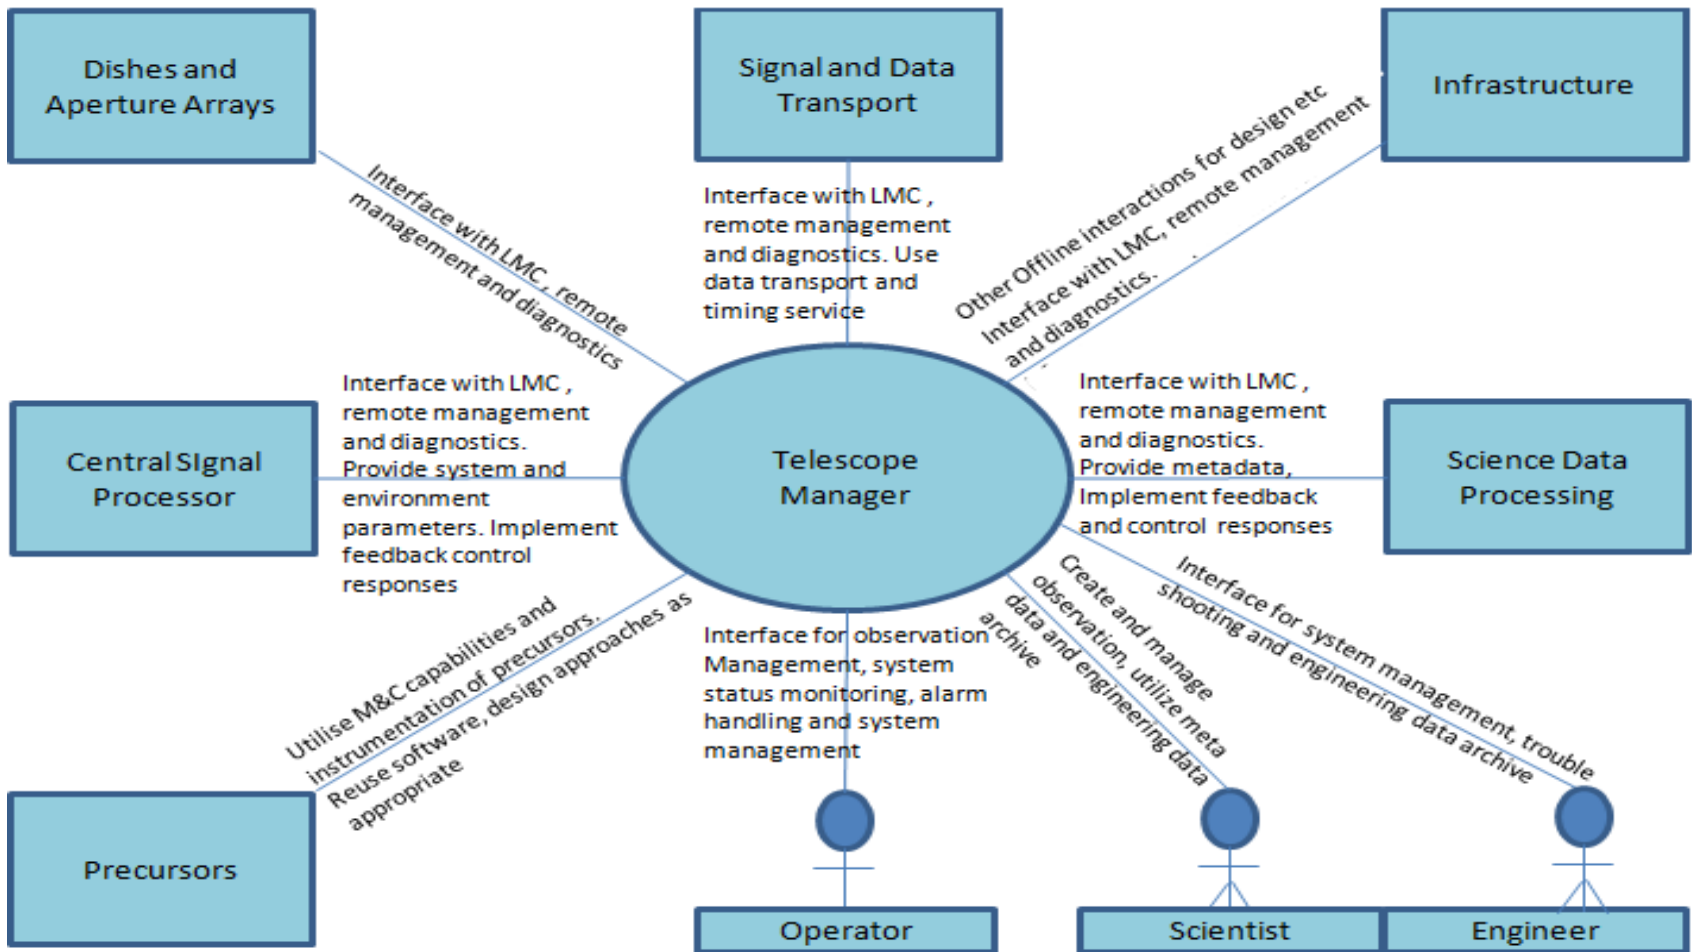 Dishes and
Aperture Arrays
Signal and Data
Transport
Infrastructure
Interface with LMC , remote
management and diagnostics
Interface with LMC ,
remote management
and diagnostics. Use
data transport and
timing service
Other Offline interactions for design etc
Interface with LMC, remote management
and diagnostics.
Central SIgnal
Processor
Interface with LMC ,
remote management
and diagnostics.
Provide system and
environment
parameters. Implement
feedback control
responses
Telescope
Manager
Interface with LMC ,
remote management
and diagnostics.
Provide metadata,
Implement feedback
and control responses
Science Data
Processing
Utilise M&C capabilities and
instrumentation of precursors.
Reuse software, design approaches as
appropriate
Interface for observation
Management, system
status monitoring, alarm
handling and system
management
Create and manage
observation, utilize meta
data and engineering data
archive
Interface for system management, trouble
shooting and engineering data archive
Precursors
Operator
Scientist
Engineer